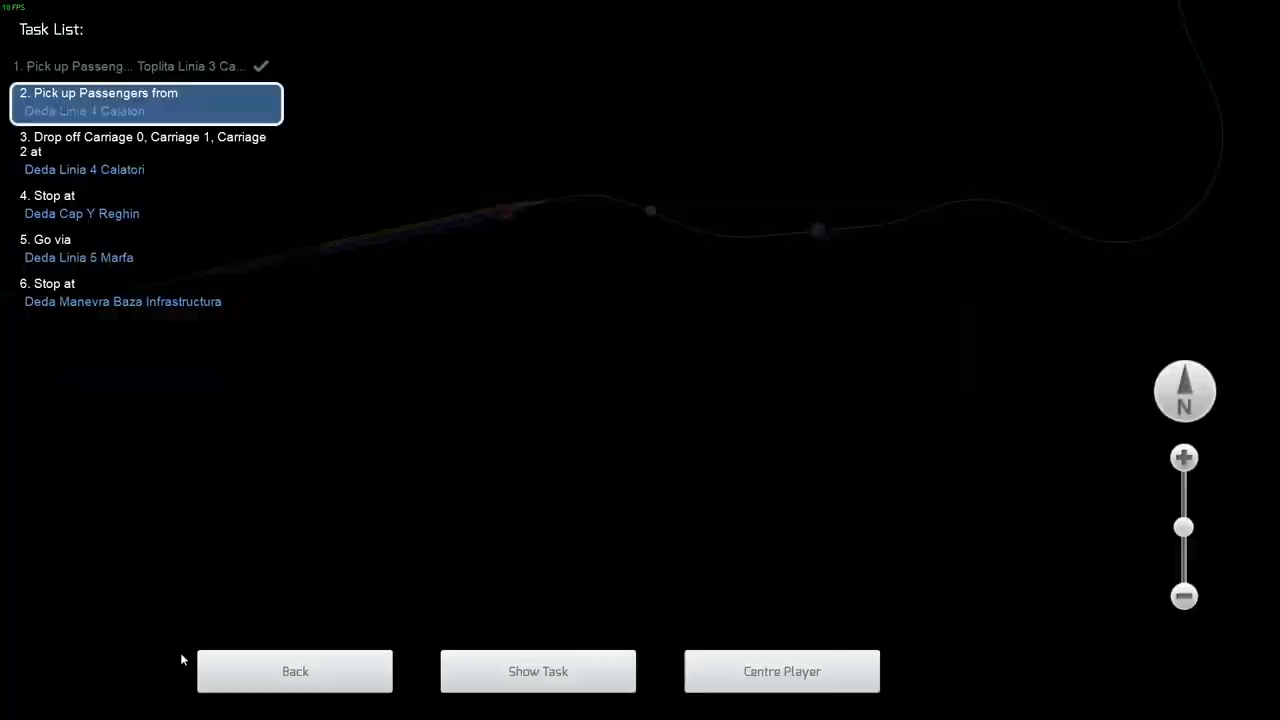 10 FPS
Task List:
1. Pick up Passeng... Toplita Linia 3 Ca...
2. Pick up Passengers from
Deda Linia 4 Calatori
3. Drop off Carriage 0, Carriage 1, Carriage
2 at
Deda Linia 4 Calatori
4. Stop at
Deda Cap Y Reghin
5. Go via
Deda Linia 5 Marfa
6. Stop at
Deda Manevra Baza Infrastructura
N
Back
Show Task
Centre Player